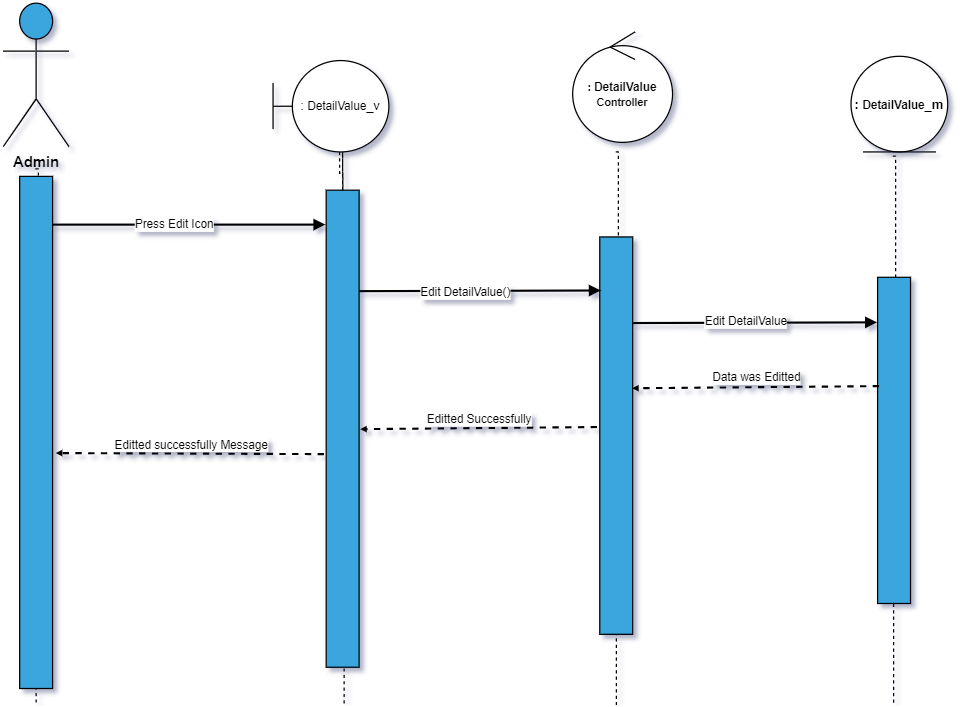 : DetailValue
Controller
: DetailValue_v
: DetailValue_m
Admin
Press Edit Icon
Edit DetailValue()
Edit DetailValue
Data was Editted
Editted Successfully
Editted successfully Message